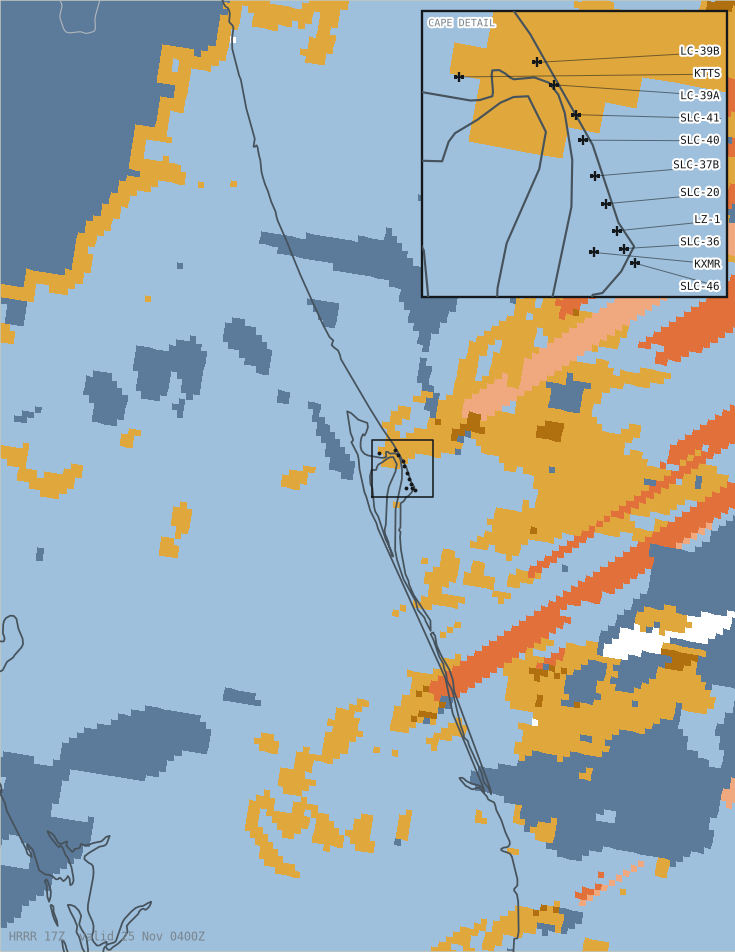 CAPE DETAIL
LC-39B
KTTS
LC-39A
SLC-41
SLC-40
SLC-37B
SLC-20
LZ-1
SLC-36
KXMR
SLC-46
HRRR 17Z valid 25 Nov 0400Z